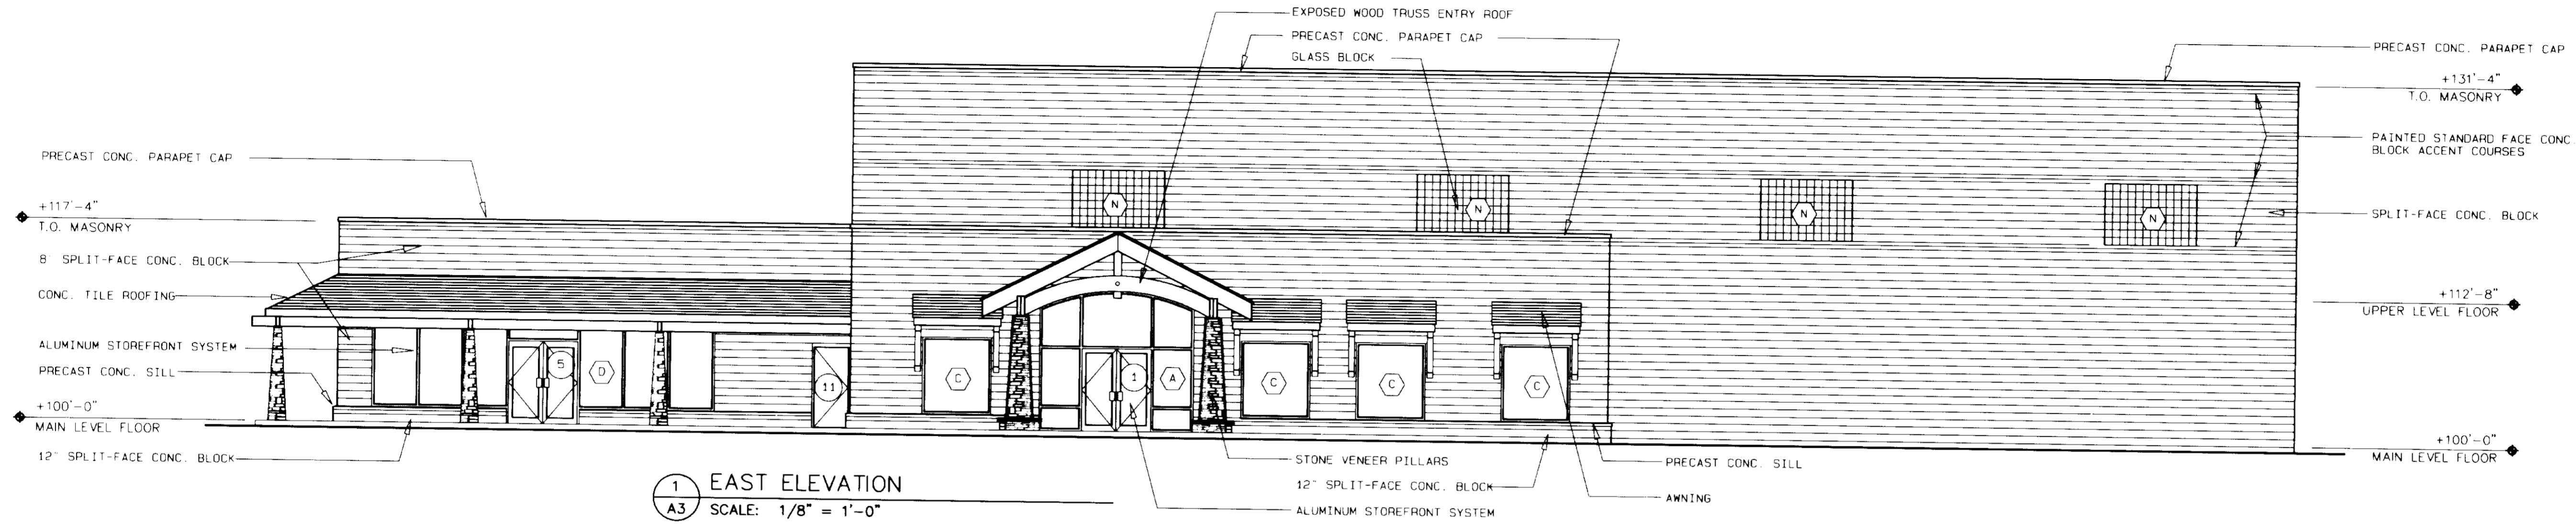 EXPOSED WOOD TRUSS ENTRY ROOF
PRECAST CONC. PARAPET CAP
GLASS BLOCK
PRECAST CONC. PARAPET CAP
+131'-4"
T.O. MASONRY
PAINTED STANDARD FACE CONC.
BLOCK ACCENT COURSES
PRECAST CONC. PARAPET CAP
+117'-4"
T.O. MASONRY
N
N
N
N
SPLIT-FACE CONC. BLOCK
8" SPLIT-FACE CONC. BLOCK
CONC. TILE ROOFING
+112'-8"
UPPER LEVEL FLOOR
ALUMINUM STOREFRONT SYSTEM
PRECAST CONC. SILL
5
D
11
C
1
A
C
C
C
+100'-0"
MAIN LEVEL FLOOR
+100'-0"
MAIN LEVEL FLOOR
12" SPLIT-FACE CONC. BLOCK
STONE VENEER PILLARS
PRECAST CONC. SILL
12" SPLIT-FACE CONC. BLOCK
AWNING
ALUMINUM STOREFRONT SYSTEM
1
A3
EAST ELEVATION
SCALE: 1/8" = 1'-0"